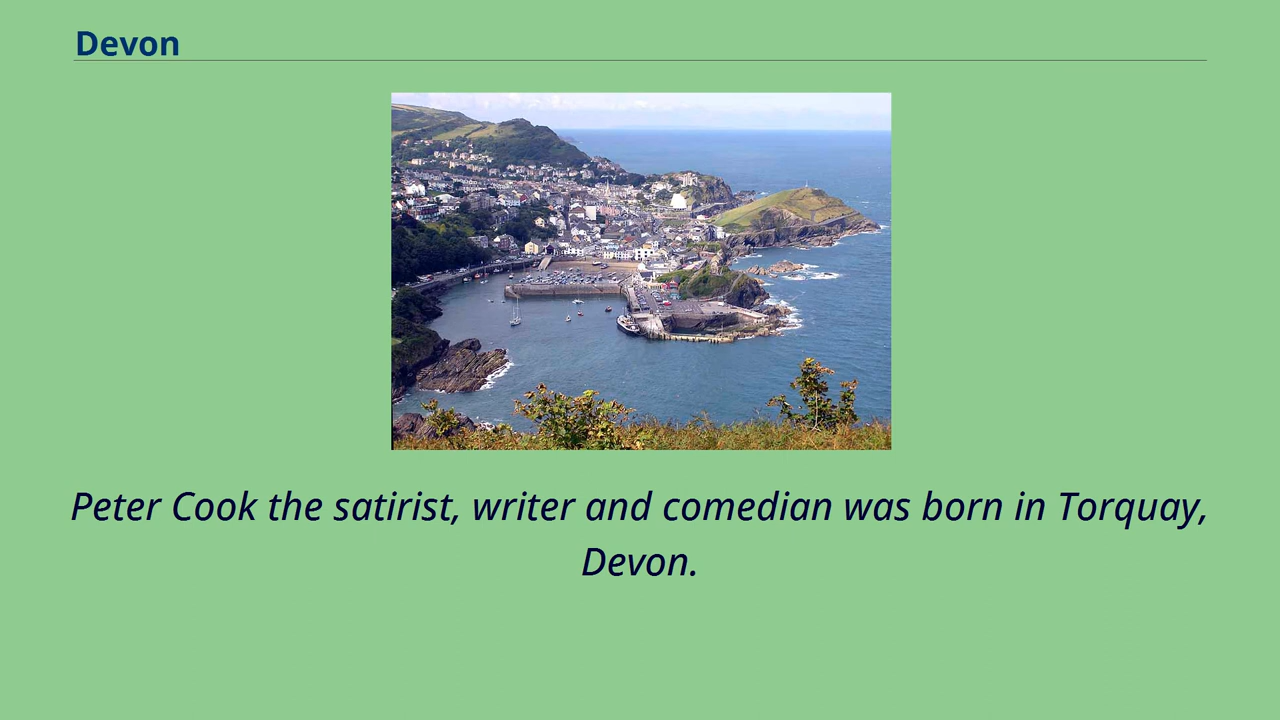 Devon
Peter Cook the satirist, writer and comedian was born in Torquay,
Devon.